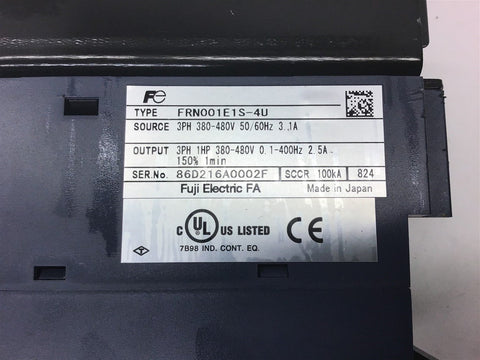 Fe
TYPE FRN001E1S-4U
SOURCE 3PH 380-480V 50/60Hz 3.1A
OUTPUT 3PH 1HP 380-480V 0.1-400Hz 2.5A
150% 1min
SER.No. 86D216A0002F SCCR 100kA 824
Fuji Electric FA Made in Japan
C UL US LISTED CE
7B98 IND. CONT. EQ.